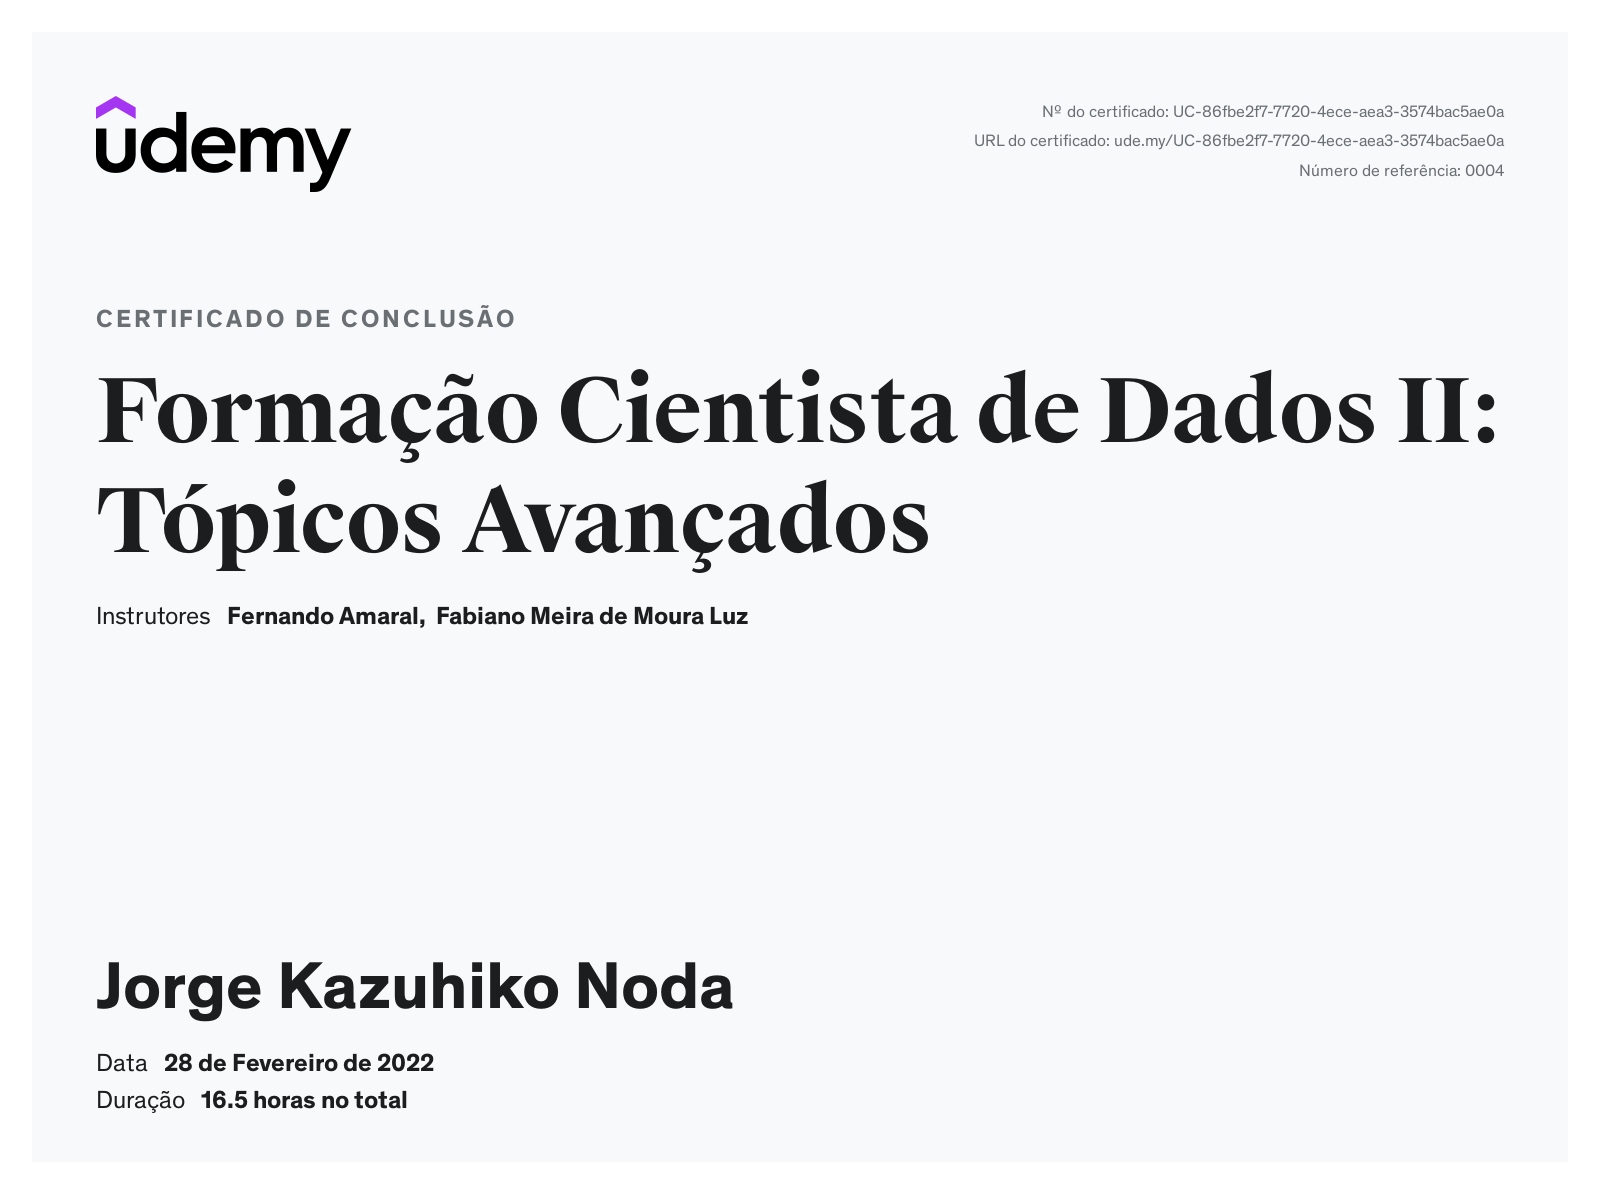 udemy
Nº do certificado: UC-86fbe2f7-7720-4ece-aea3-3574bac5ae0a
URL do certificado: ude.my/UC-86fbe2f7-7720-4ece-aea3-3574bac5ae0a
Número de referência: 0004
CERTIFICADO DE CONCLUSÃO
Formação Cientista de Dados II:
Tópicos Avançados
Instrutores Fernando Amaral, Fabiano Meira de Moura Luz
Jorge Kazuhiko Noda
Data 28 de Fevereiro de 2022
Duração 16.5 horas no total